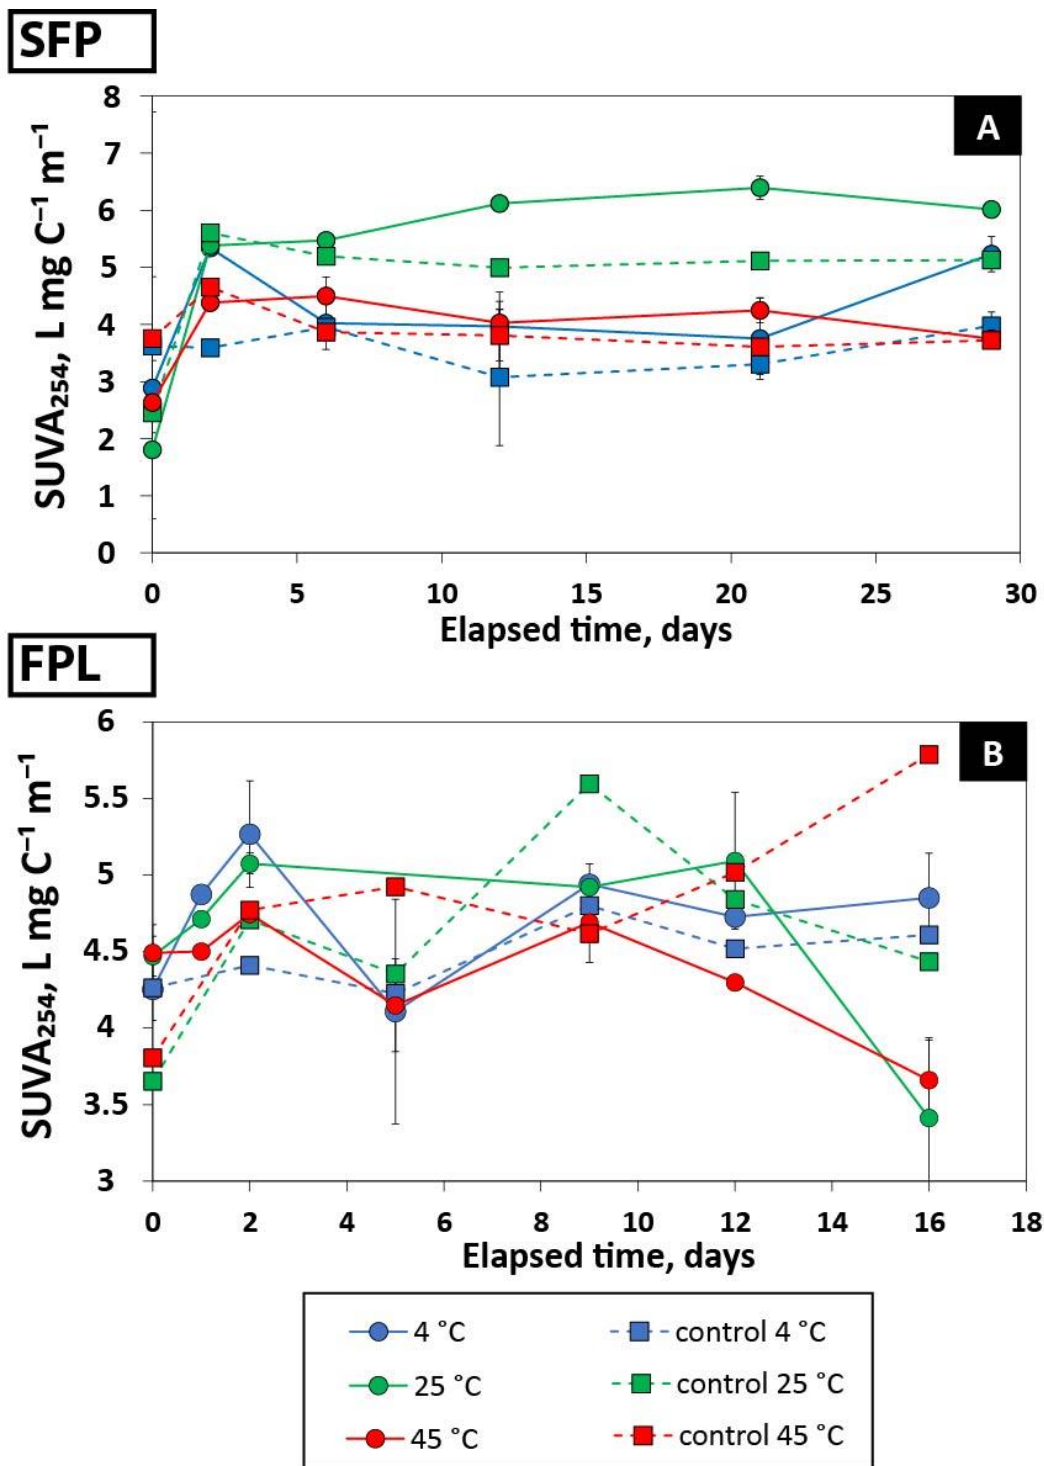 SFP
A
8
7
6
5
4
3
2
1
0
SUVA₂₅₄, L mg C⁻¹ m⁻¹
0 5 10 15 20 25 30
Elapsed time, days
FPL
B
6
5.5
5
4.5
4
3.5
3
SUVA₂₅₄, L mg C⁻¹ m⁻¹
0 2 4 6 8 10 12 14 16 18
Elapsed time, days
4 °C control 4 °C
25 °C control 25 °C
45 °C control 45 °C